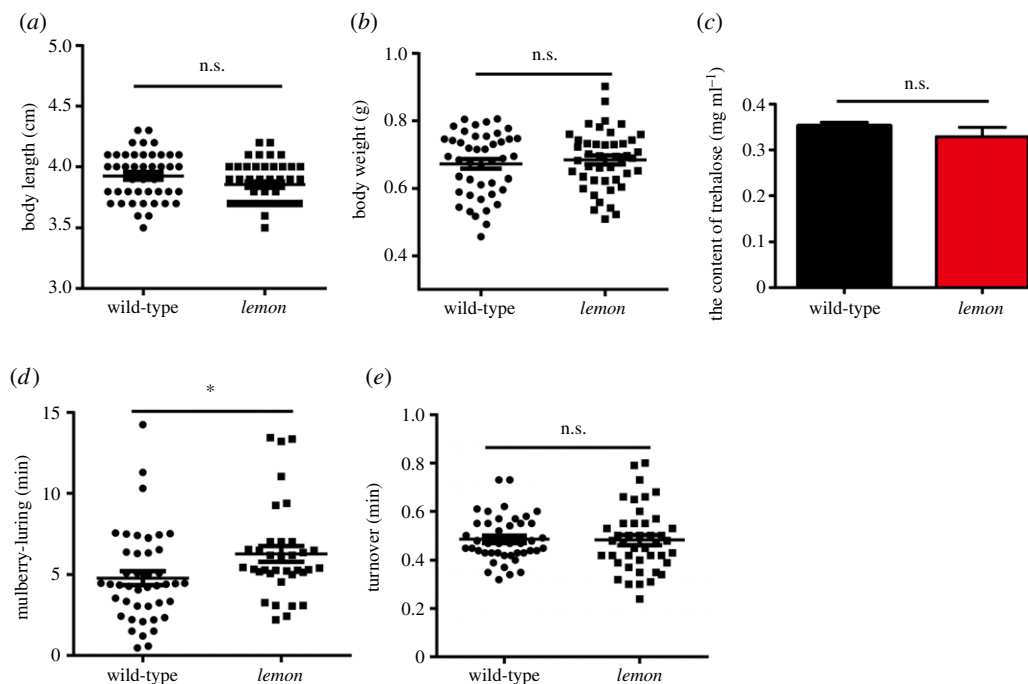 (a)
n.s.
5.0
4.5
4.0
3.5
3.0
body length (cm)
wild-type
lemon
(b)
n.s.
1.0
0.8
0.6
0.4
body weight (g)
wild-type
lemon
(c)
n.s.
0.4
0.3
0.2
0.1
0
the content of trehalose (mg ml⁻¹)
wild-type
lemon
(d)
*
15
10
5
0
mulberry-luring (min)
wild-type
lemon
(e)
n.s.
1.0
0.8
0.6
0.4
0.2
0
turnover (min)
wild-type
lemon